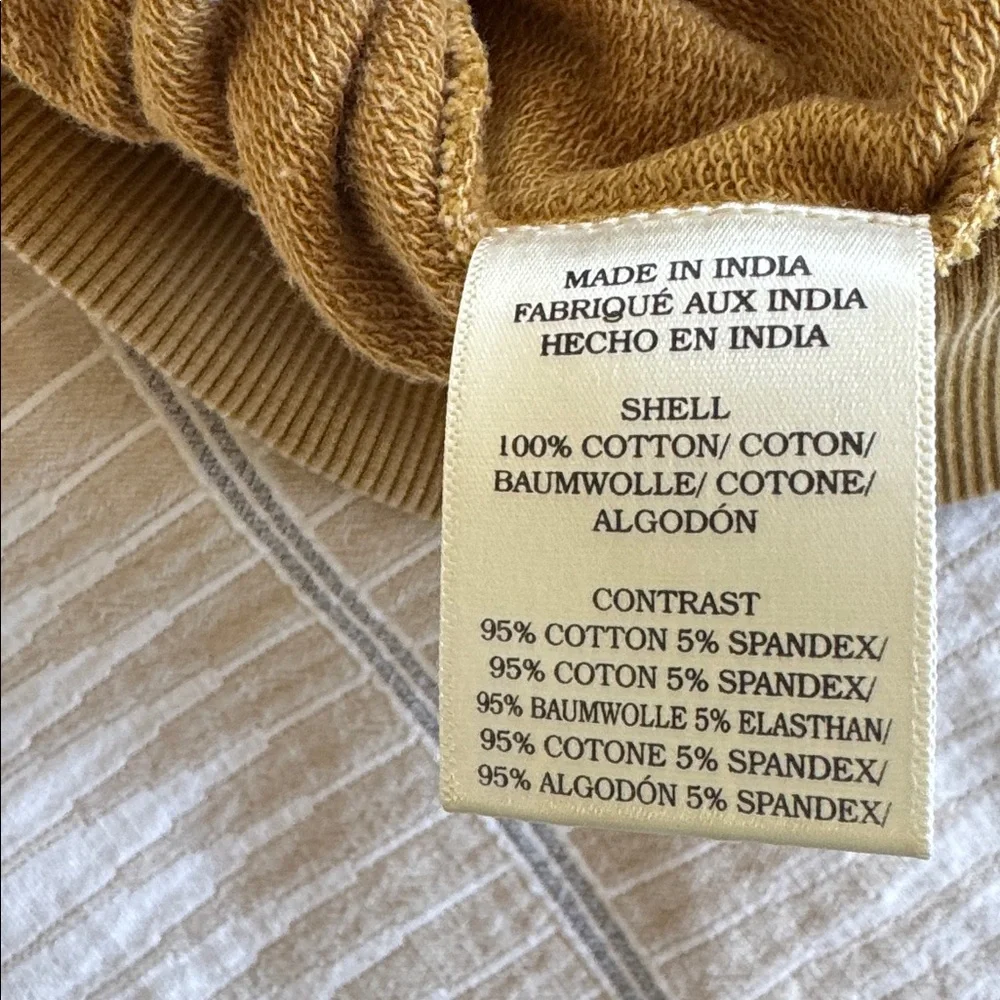 MADE IN INDIA
FABRIQUÉ AUX INDIA
HECHO EN INDIA
SHELL
100% COTTON/ COTON/
BAUMWOLLE/ COTONE/
ALGODÓN
CONTRAST
95% COTTON 5% SPANDEX/
95% COTON 5% SPANDEX/
95% BAUMWOLLE 5% ELASTHAN/
95% COTONE 5% SPANDEX/
95% ALGODÓN 5% SPANDEX/